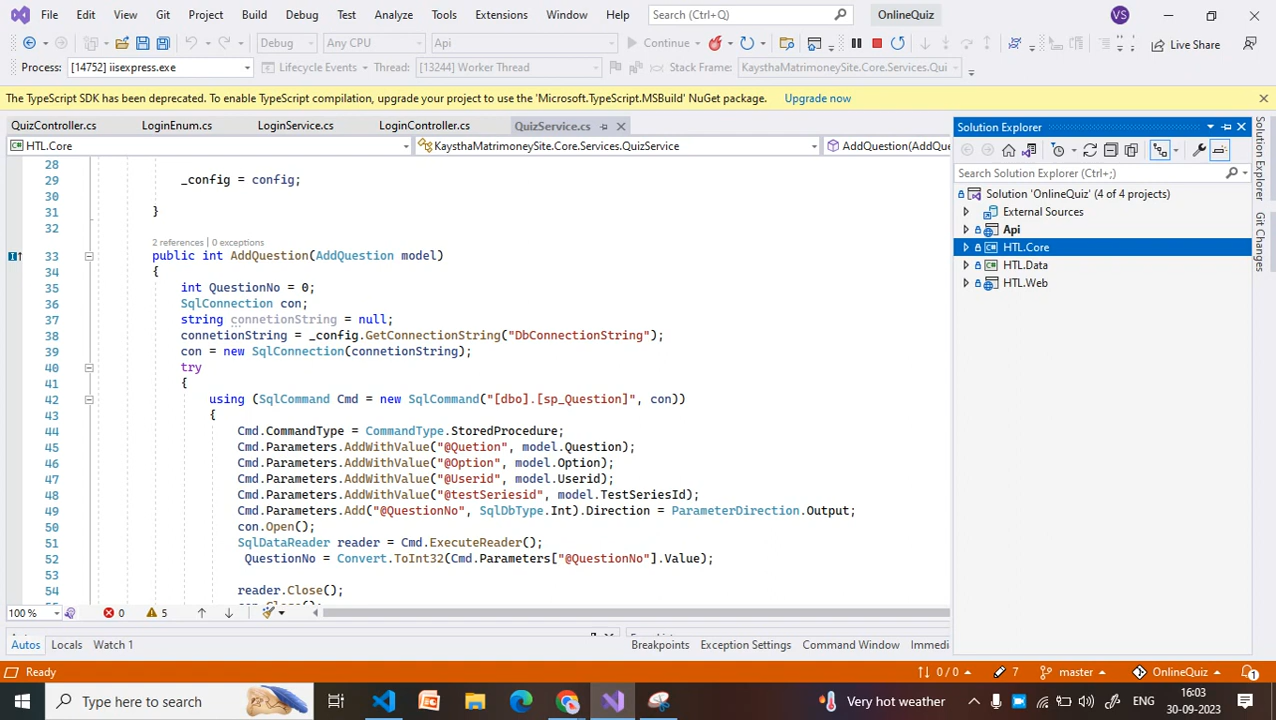 File Edit View Git Project Build Debug Test Analyze Tools Extensions Window Help Search (Ctrl+Q) OnlineQuiz VS
Debug Any CPU Api Continue Live Share
Process: [14752] iisexpress.exe Lifecycle Events Thread: [13244] Worker Thread Stack Frame: KaysthaMatrimoneySite.Core.Services.Qui
The TypeScript SDK has been deprecated. To enable TypeScript compilation, upgrade your project to use the 'Microsoft.TypeScript.MSBuild' NuGet package. Upgrade now
QuizController.cs LoginEnum.cs LoginService.cs LoginController.cs QuizService.cs
HTL.Core KaysthaMatrimoneySite.Core.Services.QuizService AddQuestion(AddQu
28
29 _config = config;
30
31 }
32
2 references | 0 exceptions
33 public int AddQuestion(AddQuestion model)
34 {
35 int QuestionNo = 0;
36 SqlConnection con;
37 string connetionString = null;
38 connetionString = _config.GetConnectionString("DbConnectionString");
39 con = new SqlConnection(connetionString);
40 try
41 {
42 using (SqlCommand Cmd = new SqlCommand("[dbo].[sp_Question]", con))
43 {
44 Cmd.CommandType = CommandType.StoredProcedure;
45 Cmd.Parameters.AddWithValue("@Quetion", model.Question);
46 Cmd.Parameters.AddWithValue("@Option", model.Option);
47 Cmd.Parameters.AddWithValue("@Userid", model.Userid);
48 Cmd.Parameters.AddWithValue("@testSeriesid", model.TestSeriesId);
49 Cmd.Parameters.Add("@QuestionNo", SqlDbType.Int).Direction = ParameterDirection.Output;
50 con.Open();
51 SqlDataReader reader = Cmd.ExecuteReader();
52 QuestionNo = Convert.ToInt32(Cmd.Parameters["@QuestionNo"].Value);
53
54 reader.Close();
100 % 0 5
Autos Locals Watch 1 Breakpoints Exception Settings Command Window Immedi
Solution Explorer
Search Solution Explorer (Ctrl+;)
Solution 'OnlineQuiz' (4 of 4 projects)
External Sources
Api
HTL.Core
HTL.Data
HTL.Web
Solution Explorer
Git Changes
Ready 0 / 0 7 master OnlineQuiz 1
Type here to search Very hot weather ENG 16:03
30-09-2023